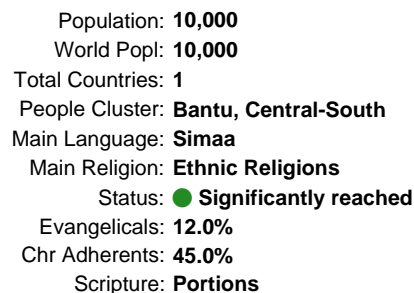 Population: 10,000
World Popl: 10,000
Total Countries: 1
People Cluster: Bantu, Central-South
Main Language: Simaa
Main Religion: Ethnic Religions
Status: Significantly reached
Evangelicals: 12.0%
Chr Adherents: 45.0%
Scripture: Portions